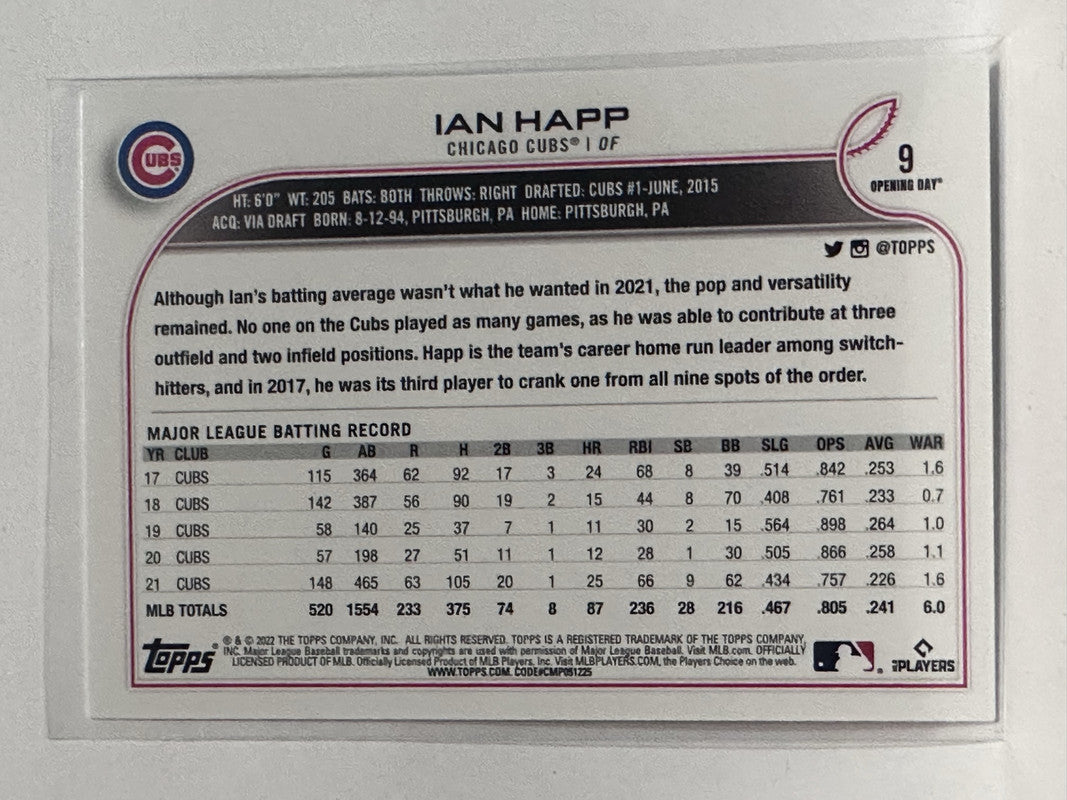 IAN HAPP
CHICAGO CUBS® | OF
CUBS
9
OPENING DAY®
HT: 6'0" WT: 205 BATS: BOTH THROWS: RIGHT DRAFTED: CUBS #1-JUNE, 2015
ACQ: VIA DRAFT BORN: 8-12-94, PITTSBURGH, PA HOME: PITTSBURGH, PA
@TOPPS
Although Ian's batting average wasn't what he wanted in 2021, the pop and versatility
remained. No one on the Cubs played as many games, as he was able to contribute at three
outfield and two infield positions. Happ is the team's career home run leader among switch-
hitters, and in 2017, he was its third player to crank one from all nine spots of the order.
MAJOR LEAGUE BATTING RECORD
YR CLUB G AB R H 2B 3B HR RBI SB BB SLG OPS AVG WAR
17 CUBS 115 364 62 92 17 3 24 68 8 39 .514 .842 .253 1.6
18 CUBS 142 387 56 90 19 2 15 44 8 70 .408 .761 .233 0.7
19 CUBS 58 140 25 37 7 1 11 30 2 15 .564 .898 .264 1.0
20 CUBS 57 198 27 51 11 1 12 28 1 30 .505 .866 .258 1.1
21 CUBS 148 465 63 105 20 1 25 66 9 62 .434 .757 .226 1.6
MLB TOTALS 520 1554 233 375 74 8 87 236 28 216 .467 .805 .241 6.0
Topps®
® & © 2022 THE TOPPS COMPANY, INC. ALL RIGHTS RESERVED. TOPPS IS A REGISTERED TRADEMARK OF THE TOPPS COMPANY,
INC. Major League Baseball trademarks and copyrights are used with permission of Major League Baseball. Visit MLB.com. OFFICIALLY
LICENSED PRODUCT OF MLB. Officially Licensed Product of MLB Players, Inc. Visit MLBPLAYERS.COM, the Players Choice on the web.
WWW.TOPPS.COM. CODE#CMP051225
PLAYERS